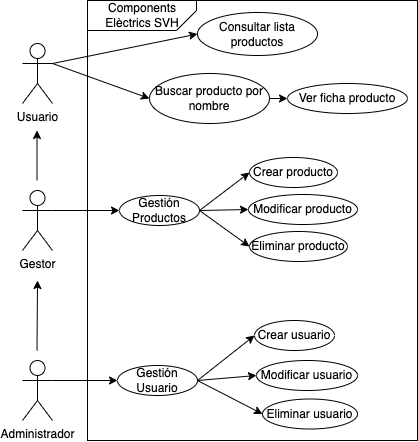 Components
Elèctrics SVH
Consultar lista
productos
Usuario
Buscar producto por
nombre
Ver ficha producto
Crear producto
Gestión
Productos
Modificar producto
Eliminar producto
Gestor
Crear usuario
Gestión
Usuario
Modificar usuario
Eliminar usuario
Administrador